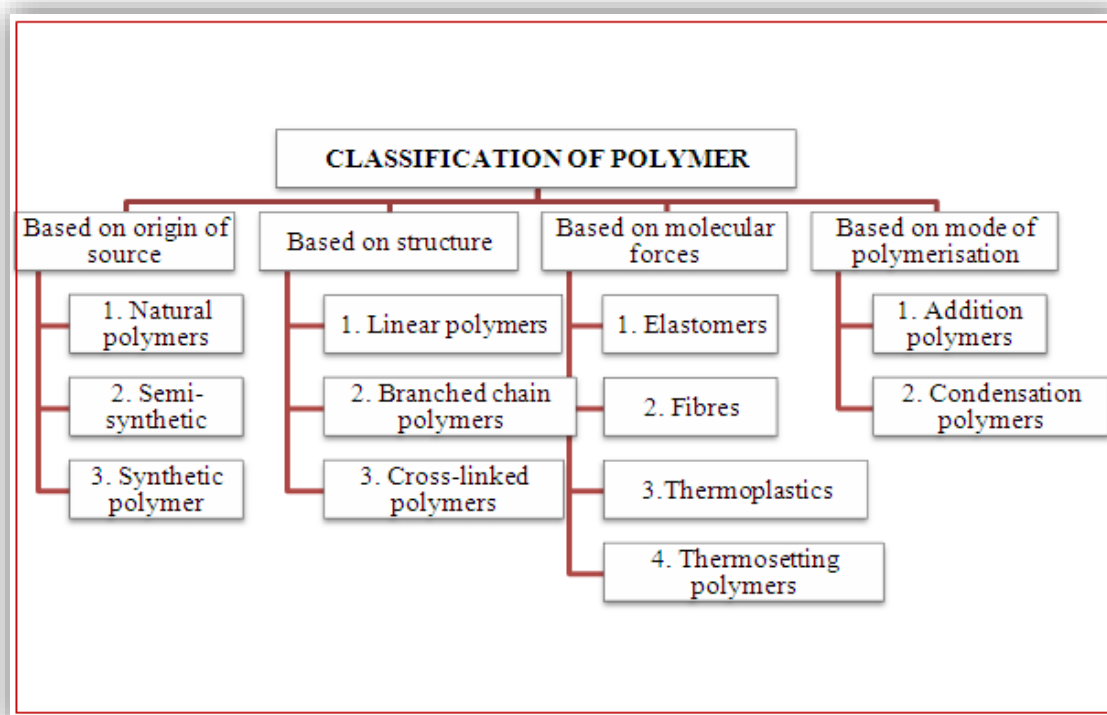 CLASSIFICATION OF POLYMER
Based on origin of
source
1. Natural
polymers
2. Semi-
synthetic
3. Synthetic
polymer
Based on structure
1. Linear polymers
2. Branched chain
polymers
3. Cross-linked
polymers
Based on molecular
forces
1. Elastomers
2. Fibres
3.Thermoplastics
4. Thermosetting
polymers
Based on mode of
polymerisation
1. Addition
polymers
2. Condensation
polymers